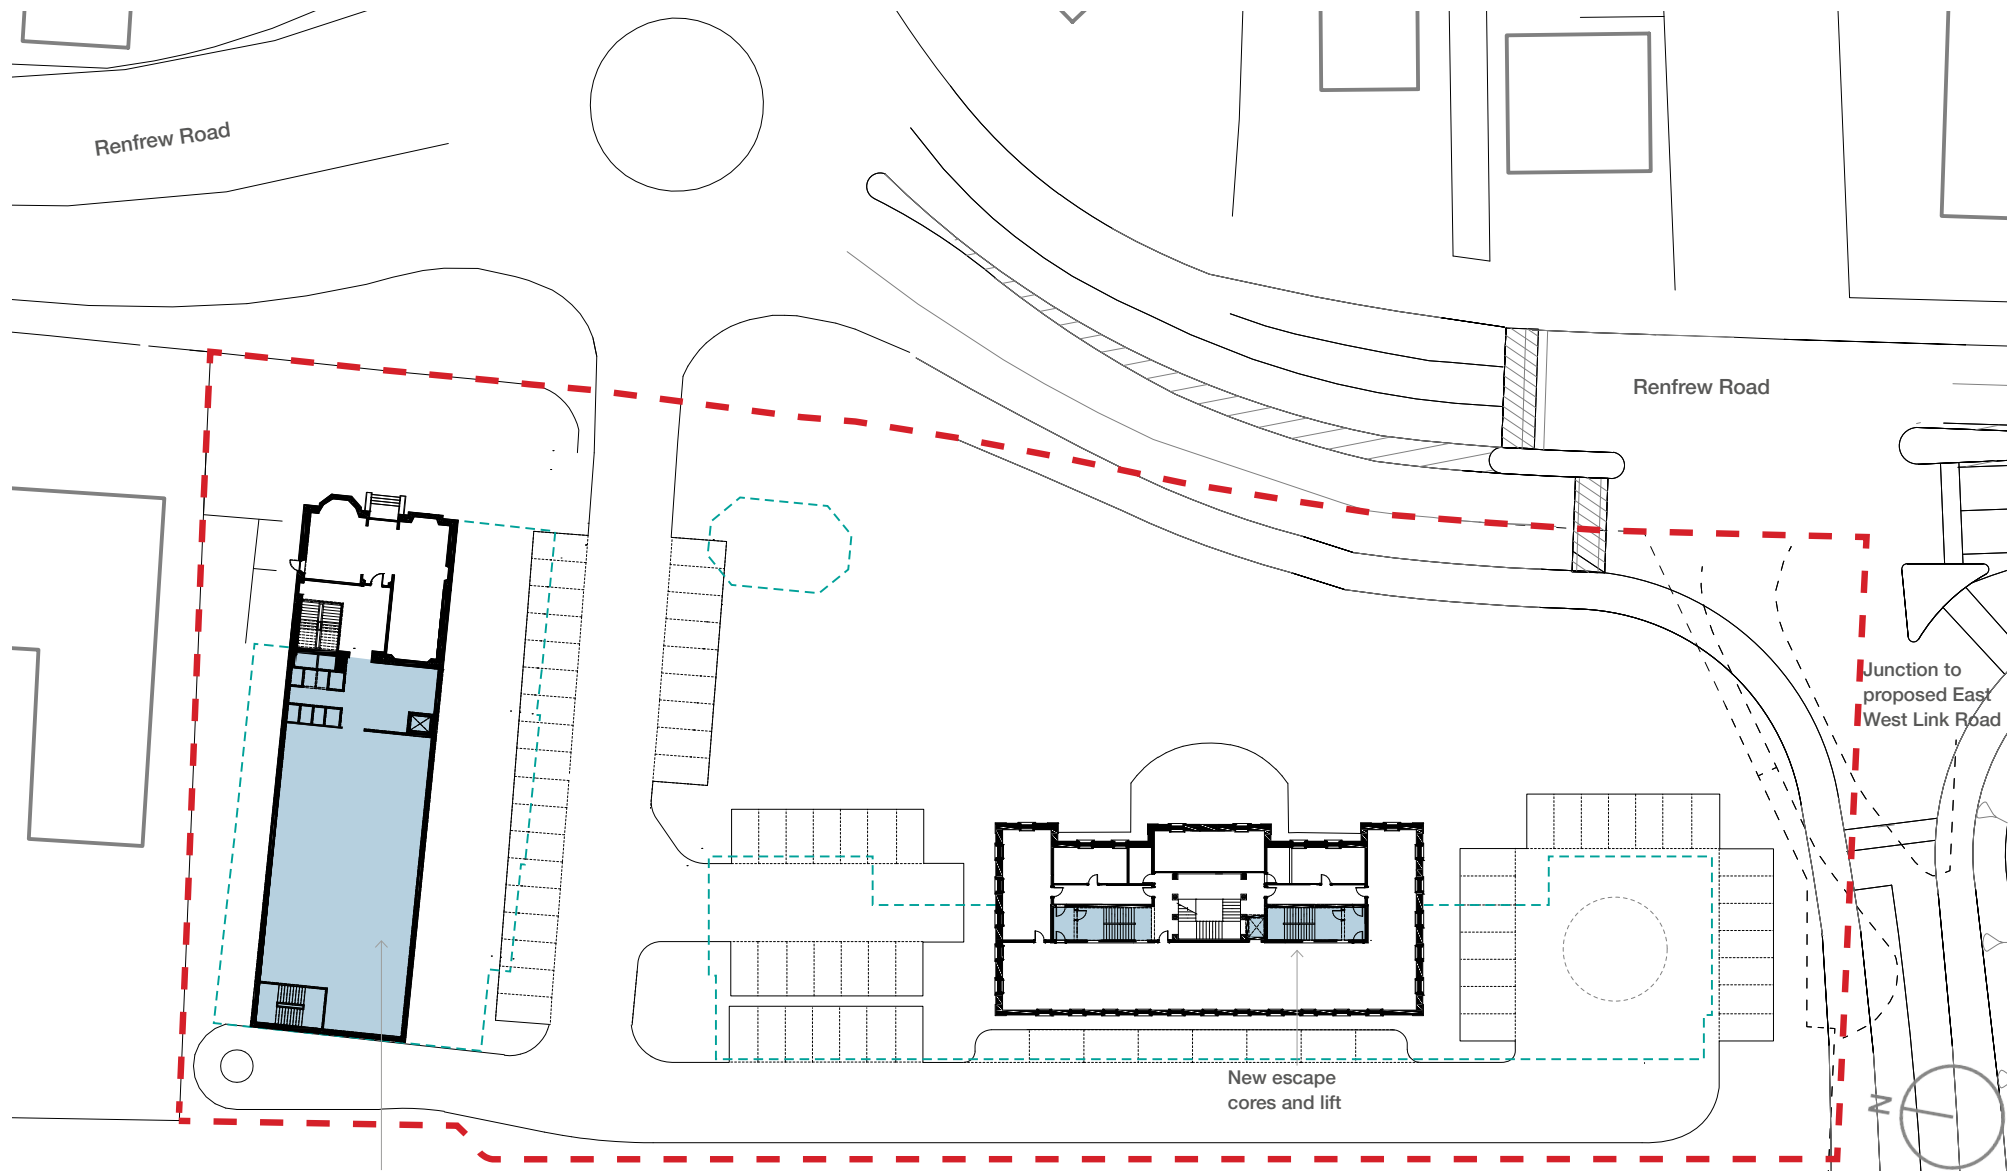 Renfrew Road
Renfrew Road
Junction to
proposed East
West Link Road
New escape
cores and lift
N